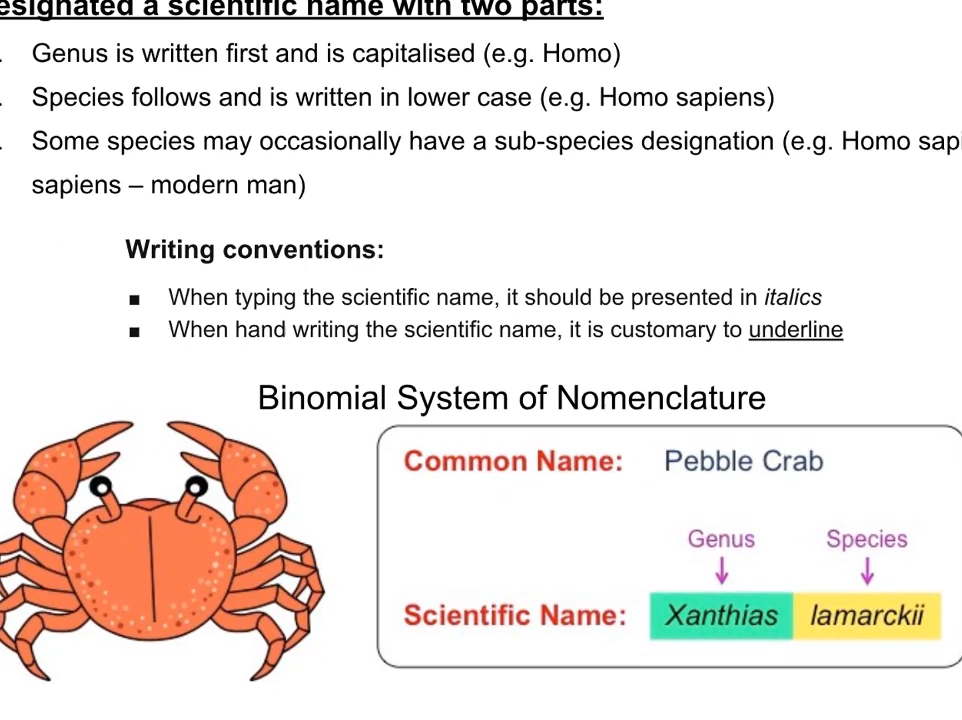 esignated a scientific name with two parts:
Genus is written first and is capitalised (e.g. Homo)
Species follows and is written in lower case (e.g. Homo sapiens)
Some species may occasionally have a sub-species designation (e.g. Homo sapi
sapiens – modern man)
Writing conventions:
▪ When typing the scientific name, it should be presented in italics
▪ When hand writing the scientific name, it is customary to underline
Binomial System of Nomenclature
Common Name: Pebble Crab
Genus Species
Scientific Name: Xanthias lamarckii